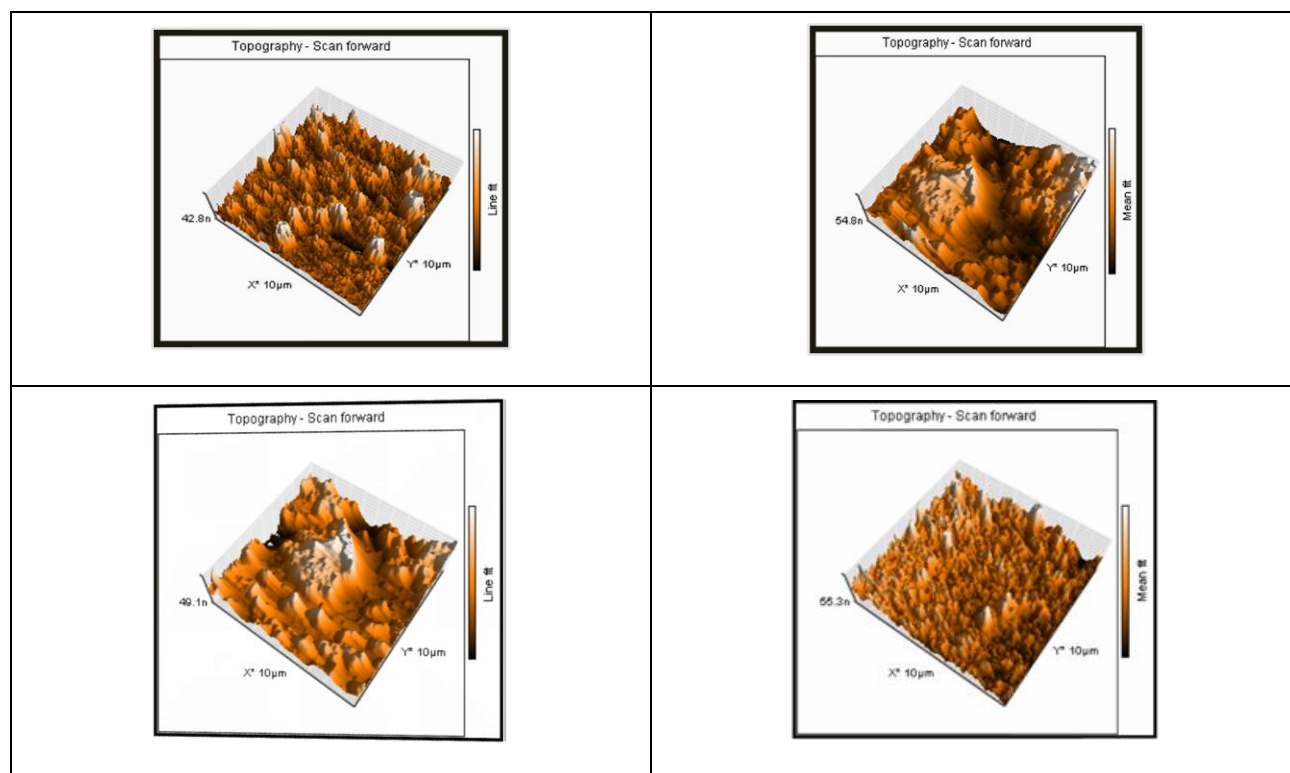 Topography - Scan forward
42.8n
X* 10µm
Y* 10µm
Line fit
Topography - Scan forward
54.8n
X* 10µm
Y* 10µm
Mean fit
Topography - Scan forward
49.1n
X* 10µm
Y* 10µm
Line fit
Topography - Scan forward
55.3n
X* 10µm
Y* 10µm
Mean fit